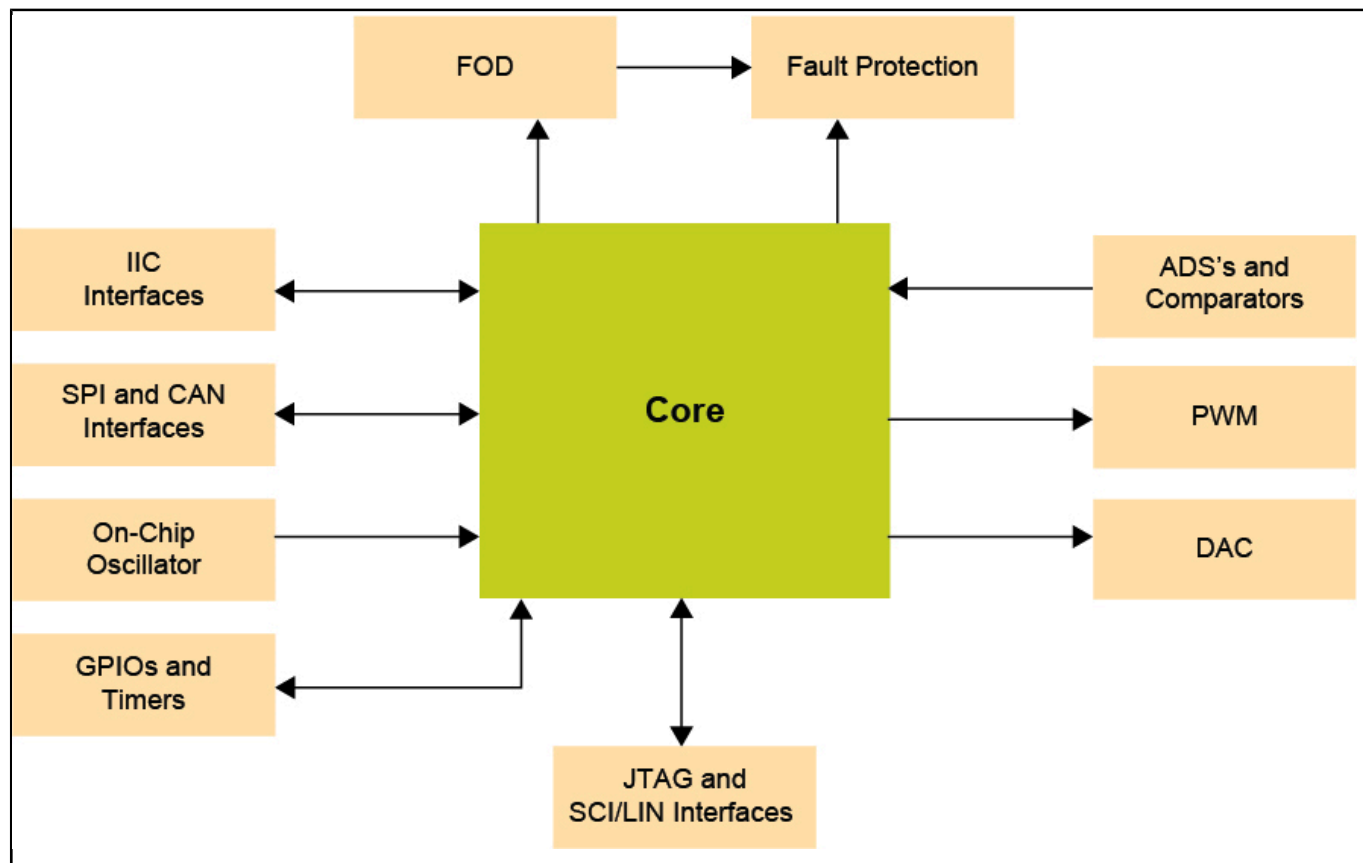 FOD
Fault Protection
IIC
Interfaces
SPI and CAN
Interfaces
On-Chip
Oscillator
GPIOs and
Timers
Core
ADS's and
Comparators
PWM
DAC
JTAG and
SCI/LIN Interfaces